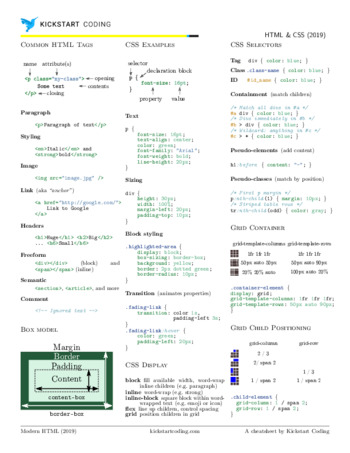 KICKSTART CODING
HTML & CSS (2019)
Common HTML Tags
name attribute(s)
<p class="my-class"> opening
Some text contents
</p> closing
Paragraph
<p>Paragraph of text</p>
Styling
<em>Italic</em> and
<strong>bold</strong>
Image
<img src="image.jpg" />
Link (aka "anchor")
<a href="http://google.com/">
Link to Google
</a>
Headers
<h1>Huge</h1> <h2>Big</h2>
... <h6>Small</h6>
Freeform
<div></div> (block) and
<span></span> (inline)
Semantic
<section>, <article>, and more
Comment
<!-- Ignored text -->
Box model
Margin
Border
Padding
Content
content-box
border-box
CSS Examples
selector
declaration block
p {
font-size: 16px;
}
property value
Text
p {
font-size: 16px;
text-align: center;
color: green;
font-family: "Arial";
font-weight: bold;
line-height: 20px;
}
Sizing
div {
height: 30px;
width: 100%;
margin-left: 20px;
padding-top: 10px;
}
Block styling
.highlighted-area {
display: block;
box-sizing: border-box;
background: yellow;
border: 2px dotted green;
border-radius: 10px;
}
Transition (animates properties)
.fading-link {
transition: color 1s,
padding-left 3s;
}
.fading-link:hover {
color: green;
padding-left: 20px;
}
CSS Display
block fill available width, word-wrap
inline children (e.g. paragraph)
inline word-wrap (e.g. strong)
inline-block square block within word-
wrapped text (e.g. emoji or icon)
flex line up children, control spacing
grid position children in grid
CSS Selectors
Tag div { color: blue; }
Class .class-name { color: blue; }
ID #id_name { color: blue; }
Containment (match children)
/* Match all divs in #a */
#a div { color: blue; }
/* Divs immediately in #b */
#b > div { color: blue; }
/* Wildcard: anything in #c */
#c > * { color: blue; }
Pseudo-elements (add content)
h1:before { content: "~"; }
Pseudo-classes (match by position)
/* First p margin */
p:nth-child(1) { margin: 10px; }
/* Striped table rows */
tr:nth-child(odd) { color: grey; }
Grid Container
grid-template-columns grid-template-rows
1fr 1fr 1fr 1fr 1fr 1fr
50px auto 50px 50px auto 50px
100px auto 50%
.container-element {
display: grid;
grid-template-columns: 1fr 1fr 1fr;
grid-template-rows: 50px auto 50px;
}
Grid Child Positioning
grid-column grid-row
2 / 3
2/ span 2
1 / 3
1 / span 2 1 / span 2
.child-element {
grid-column: 1 / span 2;
grid-row: 1 / span 2;
}
Modern HTML (2019) kickstartcoding.com A cheatsheet by Kickstart Coding